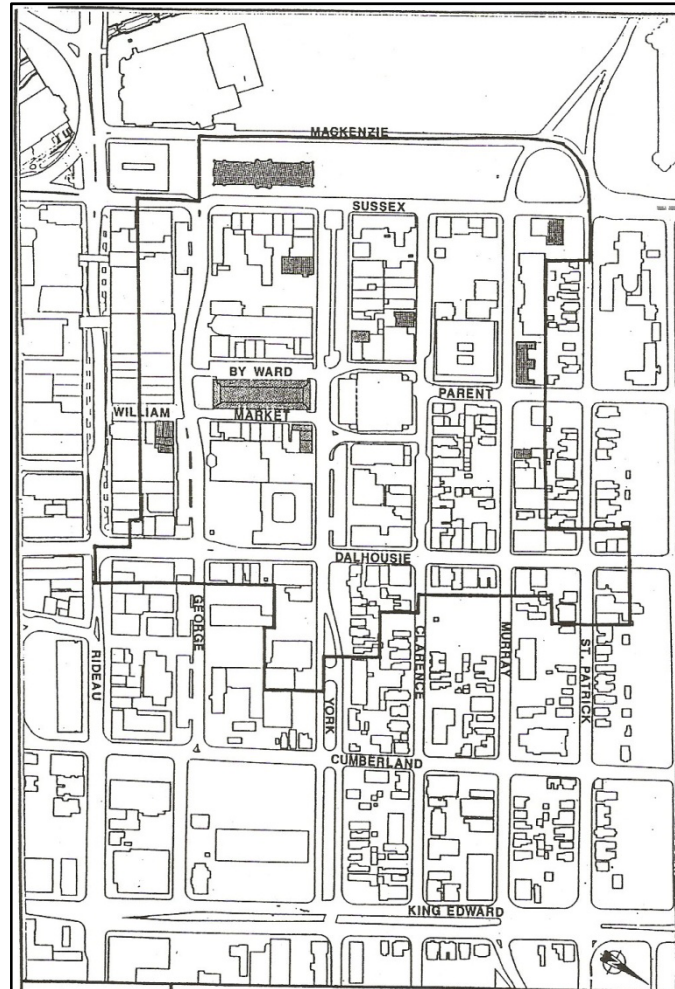 MACKENZIE
SUSSEX
BY WARD
PARENT
WILLIAM
MARKET
DALHOUSIE
GEORGE
CLARENCE
MURRAY
ST. PATRICK
RIDEAU
YORK
CUMBERLAND
KING EDWARD